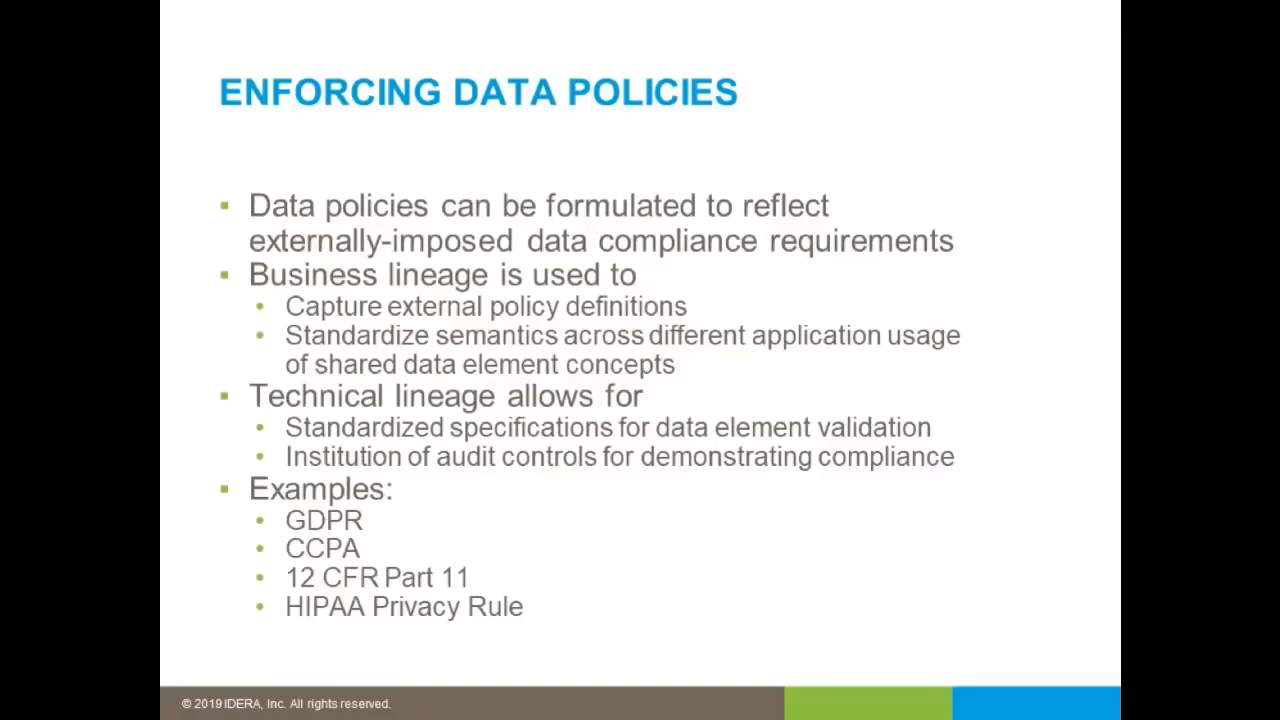 ENFORCING DATA POLICIES
▪ Data policies can be formulated to reflect
externally-imposed data compliance requirements
▪ Business lineage is used to
• Capture external policy definitions
• Standardize semantics across different application usage
of shared data element concepts
▪ Technical lineage allows for
• Standardized specifications for data element validation
• Institution of audit controls for demonstrating compliance
▪ Examples:
• GDPR
• CCPA
• 12 CFR Part 11
• HIPAA Privacy Rule
© 2019 IDERA, Inc. All rights reserved.